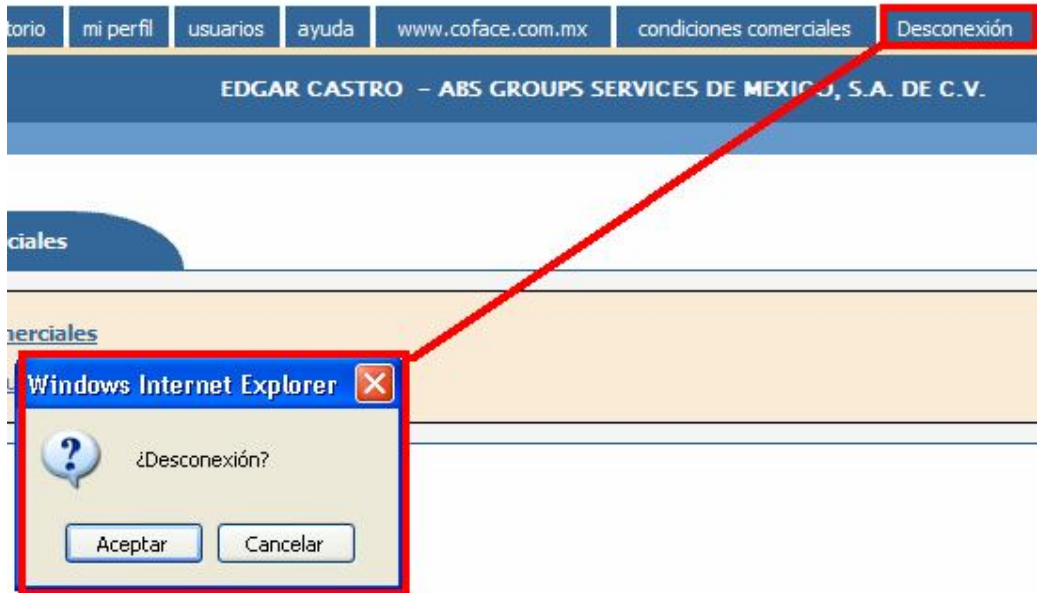 torio mi perfil usuarios ayuda www.coface.com.mx condiciones comerciales Desconexión
EDGAR CASTRO - ABS GROUPS SERVICES DE MEXICO, S.A. DE C.V.
ciales
merciales
Windows Internet Explorer
¿Desconexión?
Aceptar Cancelar